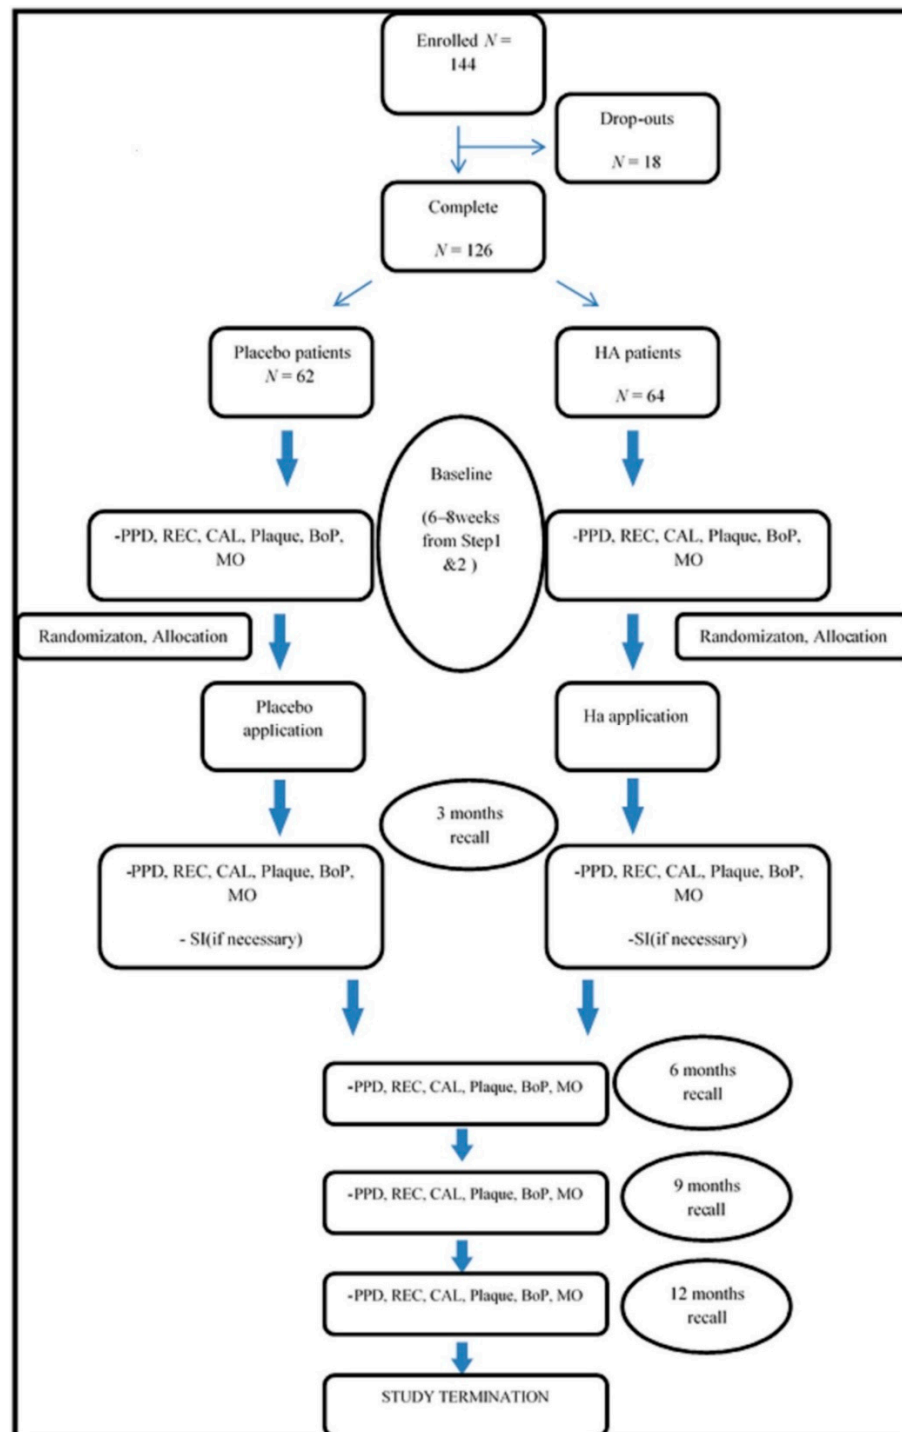 Enrolled N =
144
Drop-outs
N = 18
Complete
N = 126
Placebo patients
N = 62
HA patients
N = 64
Baseline
(6–8weeks
from Step1
&2 )
-PPD, REC, CAL, Plaque, BoP,
MO
-PPD, REC, CAL, Plaque, BoP,
MO
Randomizaton, Allocation
Randomizaton, Allocation
Placebo
application
Ha application
3 months
recall
-PPD, REC, CAL, Plaque, BoP,
MO
- SI(if necessary)
-PPD, REC, CAL, Plaque, BoP,
MO
-SI(if necessary)
-PPD, REC, CAL, Plaque, BoP, MO
6 months
recall
-PPD, REC, CAL, Plaque, BoP, MO
9 months
recall
-PPD, REC, CAL, Plaque, BoP, MO
12 months
recall
STUDY TERMINATION